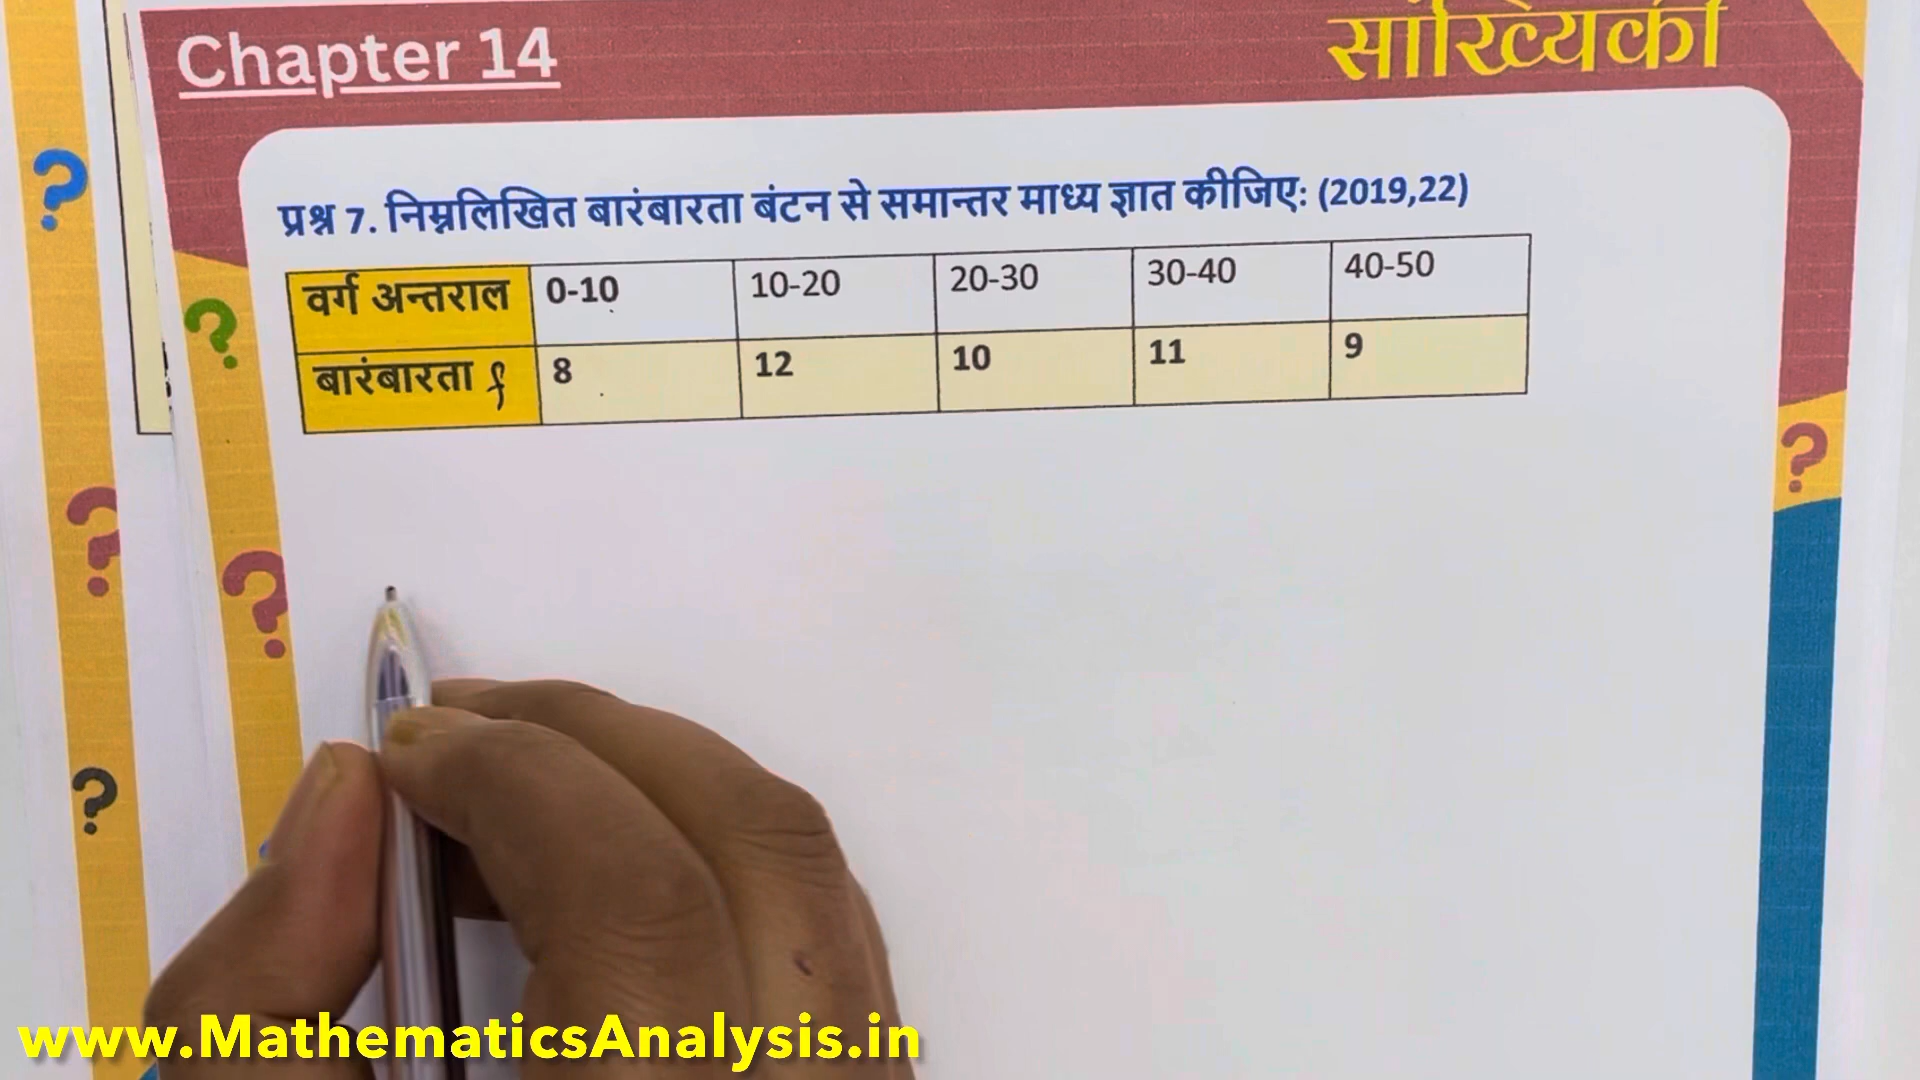 Chapter 14
सांख्यिकी
प्रश्न 7. निम्नलिखित बारंबारता बंटन से समान्तर माध्य ज्ञात कीजिए: (2019,22)
वर्ग अन्तराल 0-10 10-20 20-30 30-40 40-50
बारंबारता f 8 12 10 11 9
www.MathematicsAnalysis.in